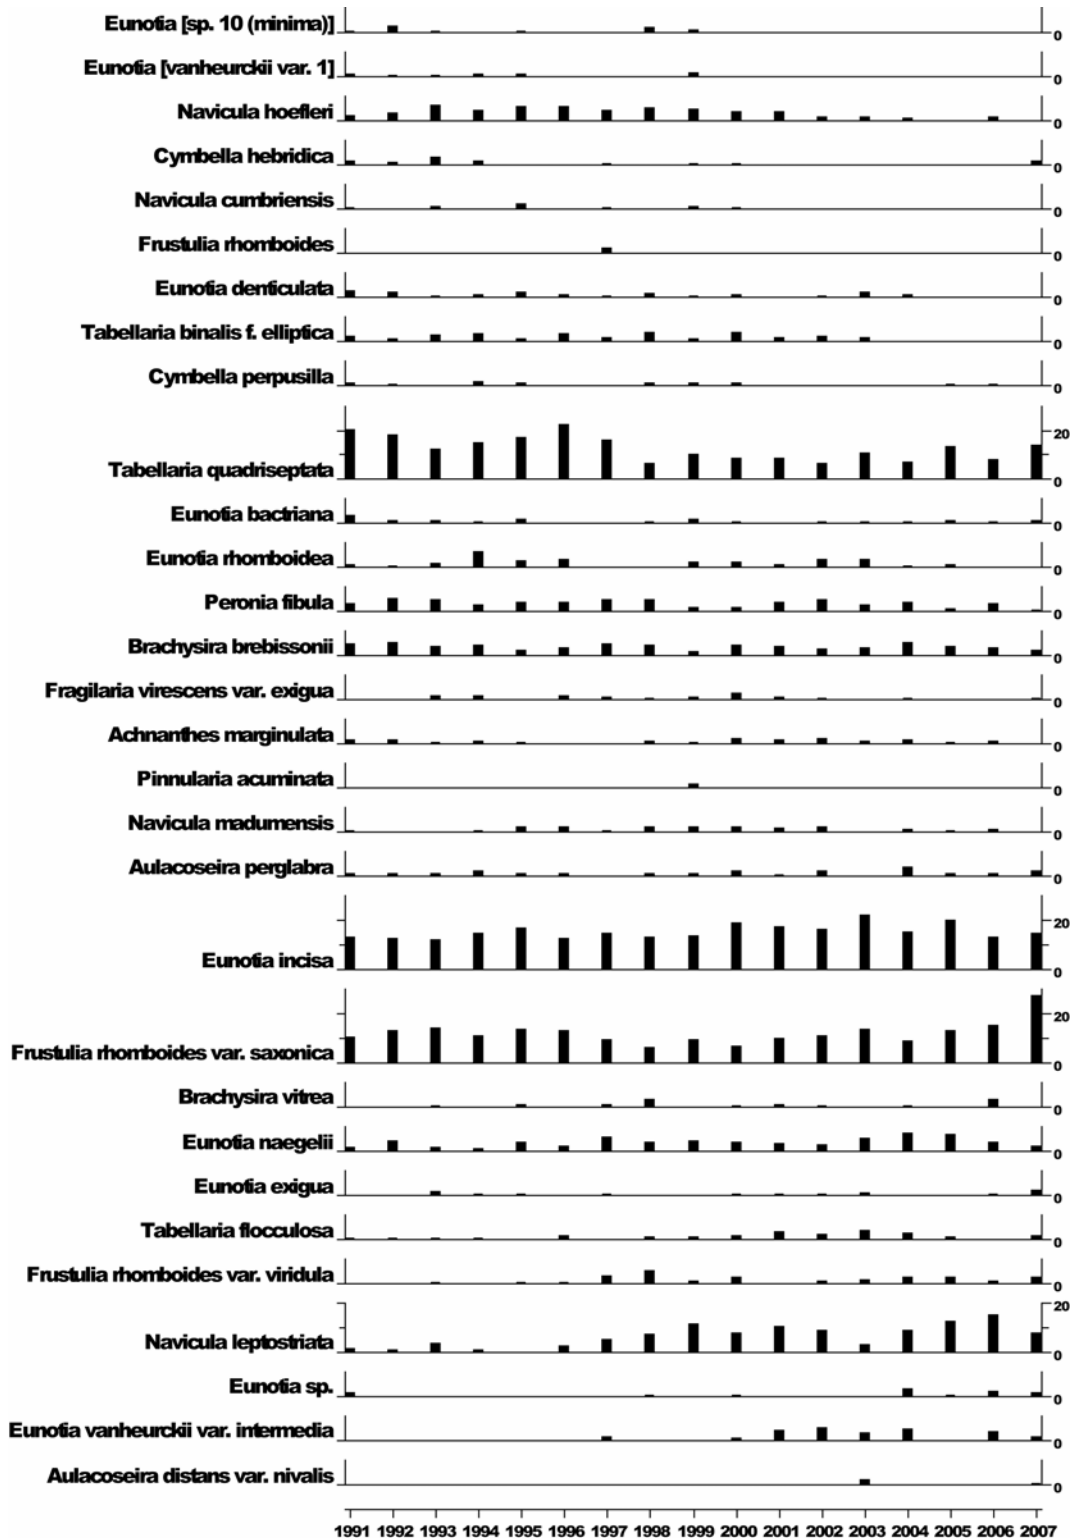 Eunotia [sp. 10 (minima)] 0
Eunotia [vanheurckii var. 1] 0
Navicula hoefleri 0
Cymbella hebridica 0
Navicula cumbriensis 0
Frustulia rhomboides 0
Eunotia denticulata 0
Tabellaria binalis f. elliptica 0
Cymbella perpusilla 0
20
Tabellaria quadriseptata 0
Eunotia bactriana 0
Eunotia rhomboidea 0
Peronia fibula 0
Brachysira brebissonii 0
Fragilaria virescens var. exigua 0
Achnanthes marginulata 0
Pinnularia acuminata 0
Navicula madumensis 0
Aulacoseira perglabra 0
20
Eunotia incisa 0
20
Frustulia rhomboides var. saxonica 0
Brachysira vitrea 0
Eunotia naegelii 0
Eunotia exigua 0
Tabellaria flocculosa 0
Frustulia rhomboides var. viridula 0
20
Navicula leptostriata 0
Eunotia sp. 0
Eunotia vanheurckii var. intermedia 0
Aulacoseira distans var. nivalis 0
1991 1992 1993 1994 1995 1996 1997 1998 1999 2000 2001 2002 2003 2004 2005 2006 2007